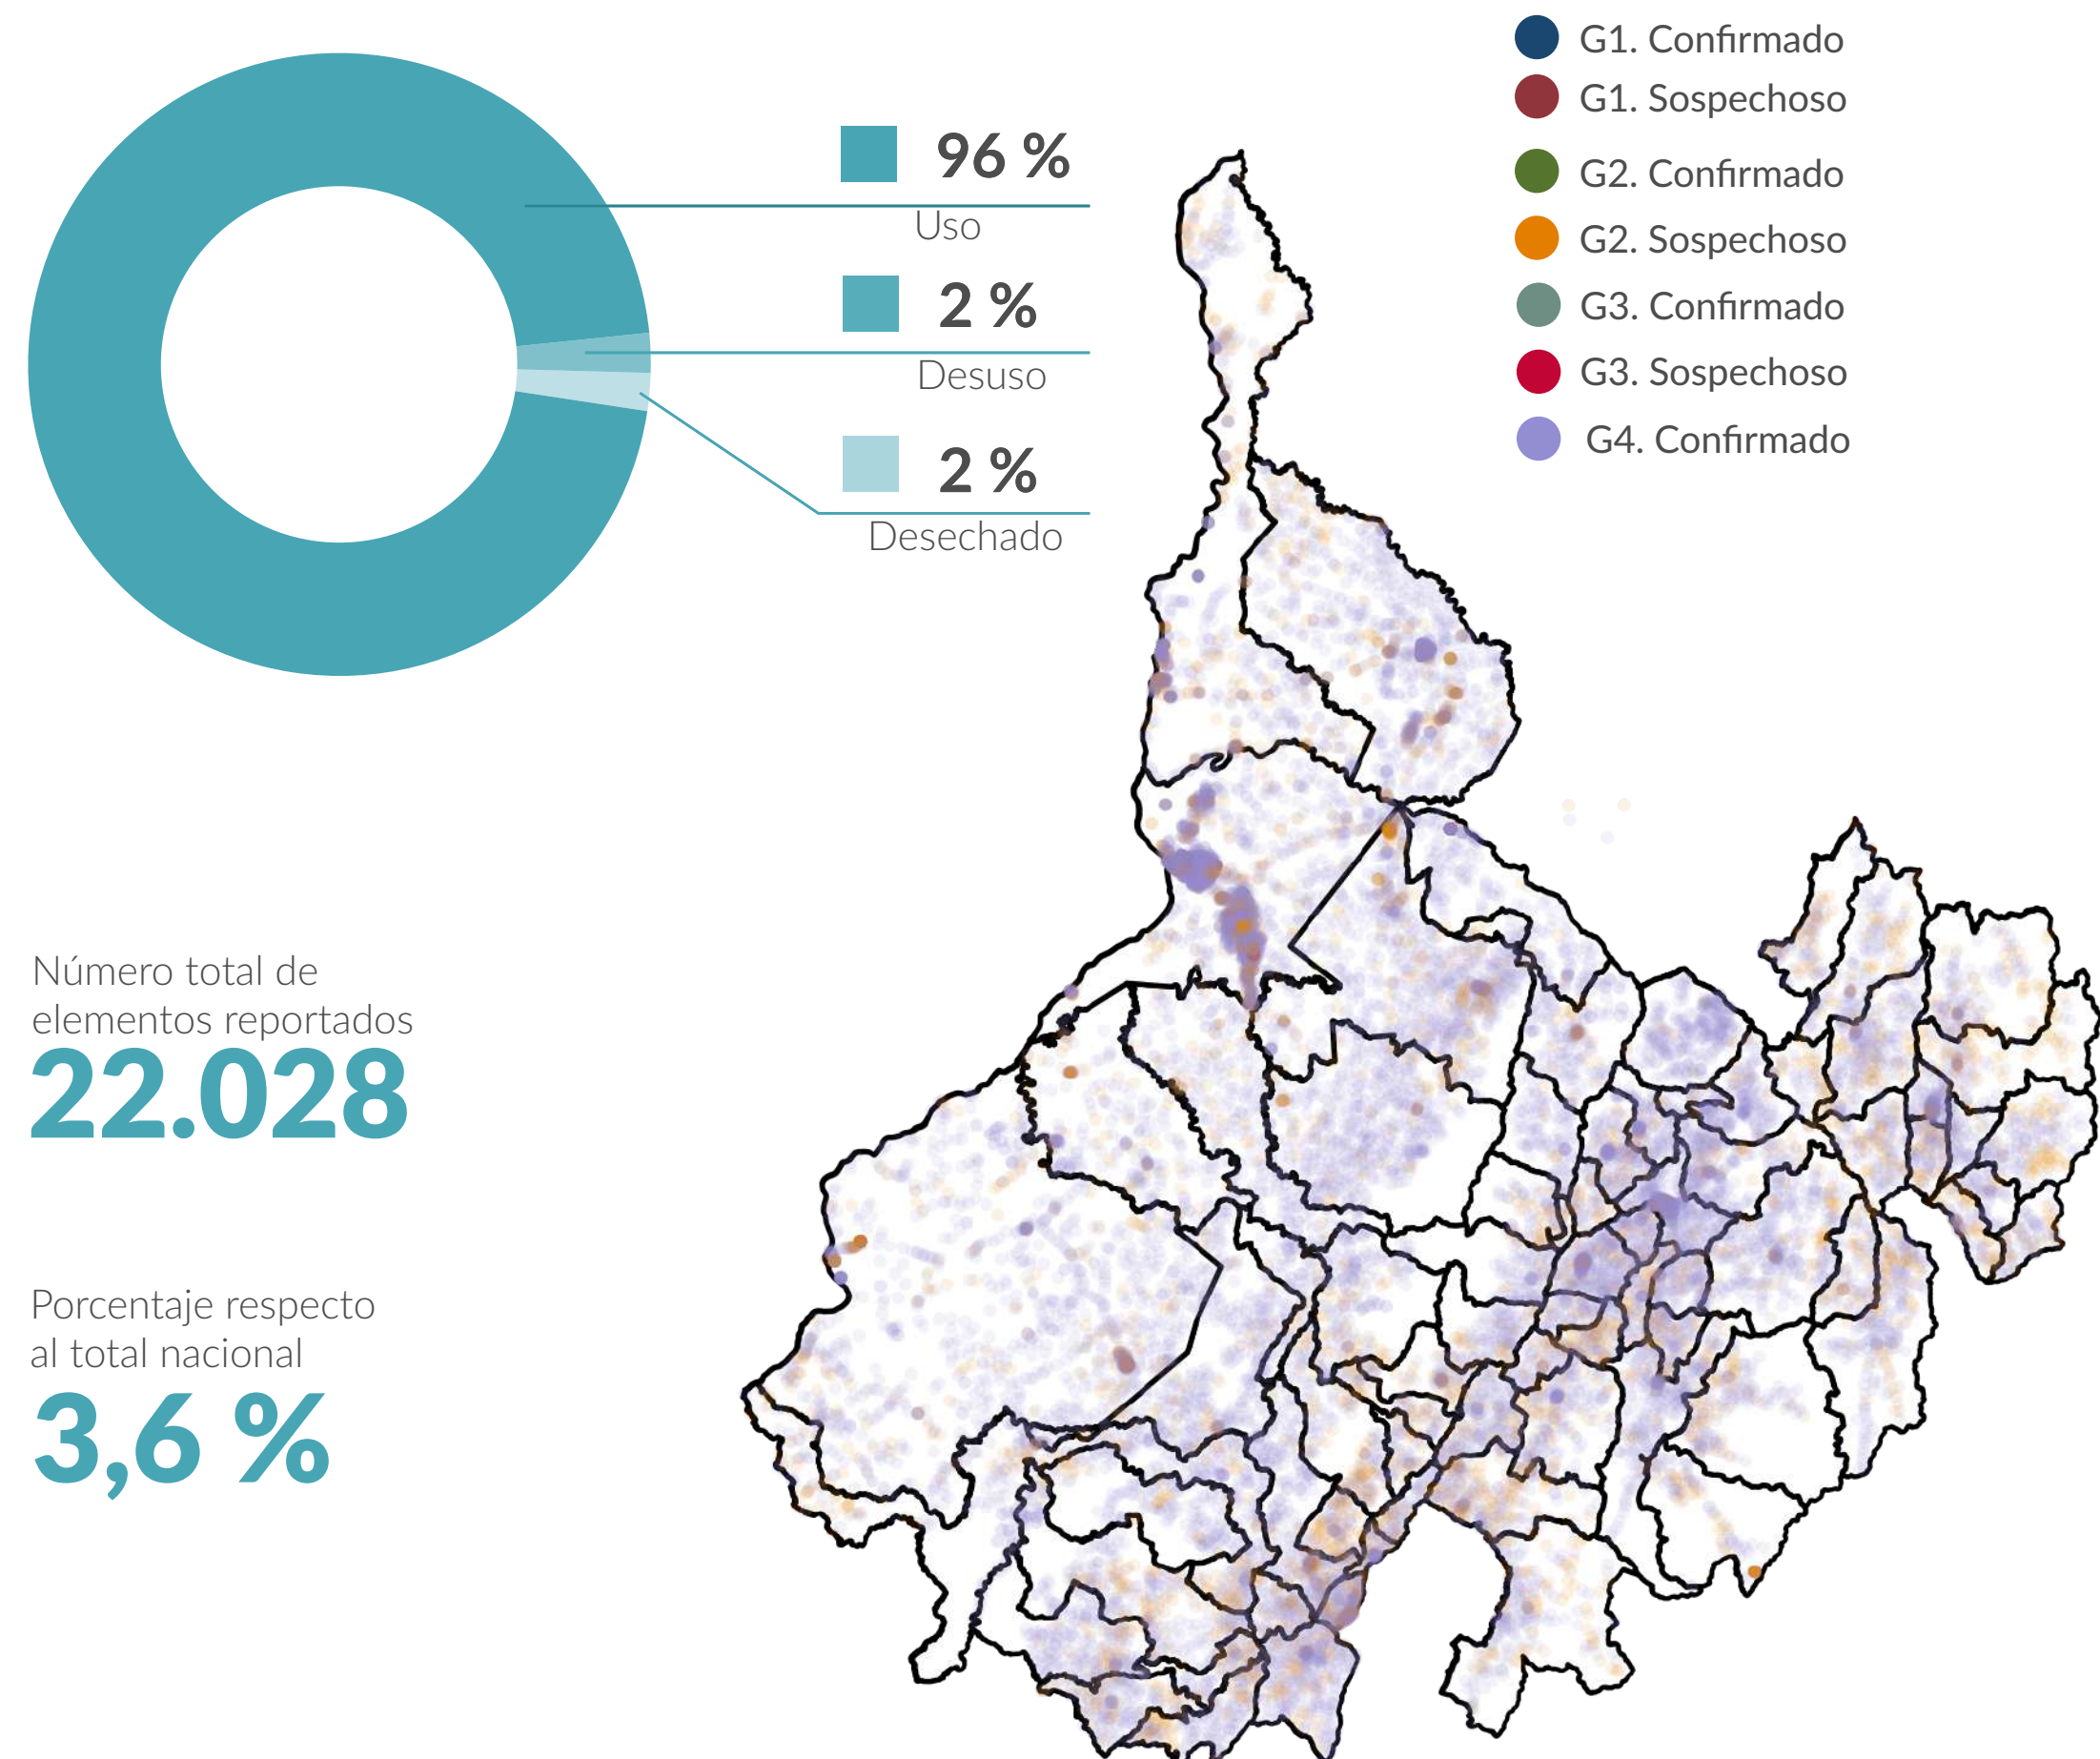 96 %
Uso
2 %
Desuso
2 %
Desechado
G1. Confirmado
G1. Sospechoso
G2. Confirmado
G2. Sospechoso
G3. Confirmado
G3. Sospechoso
G4. Confirmado
Número total de
elementos reportados
22.028
Porcentaje respecto
al total nacional
3,6 %